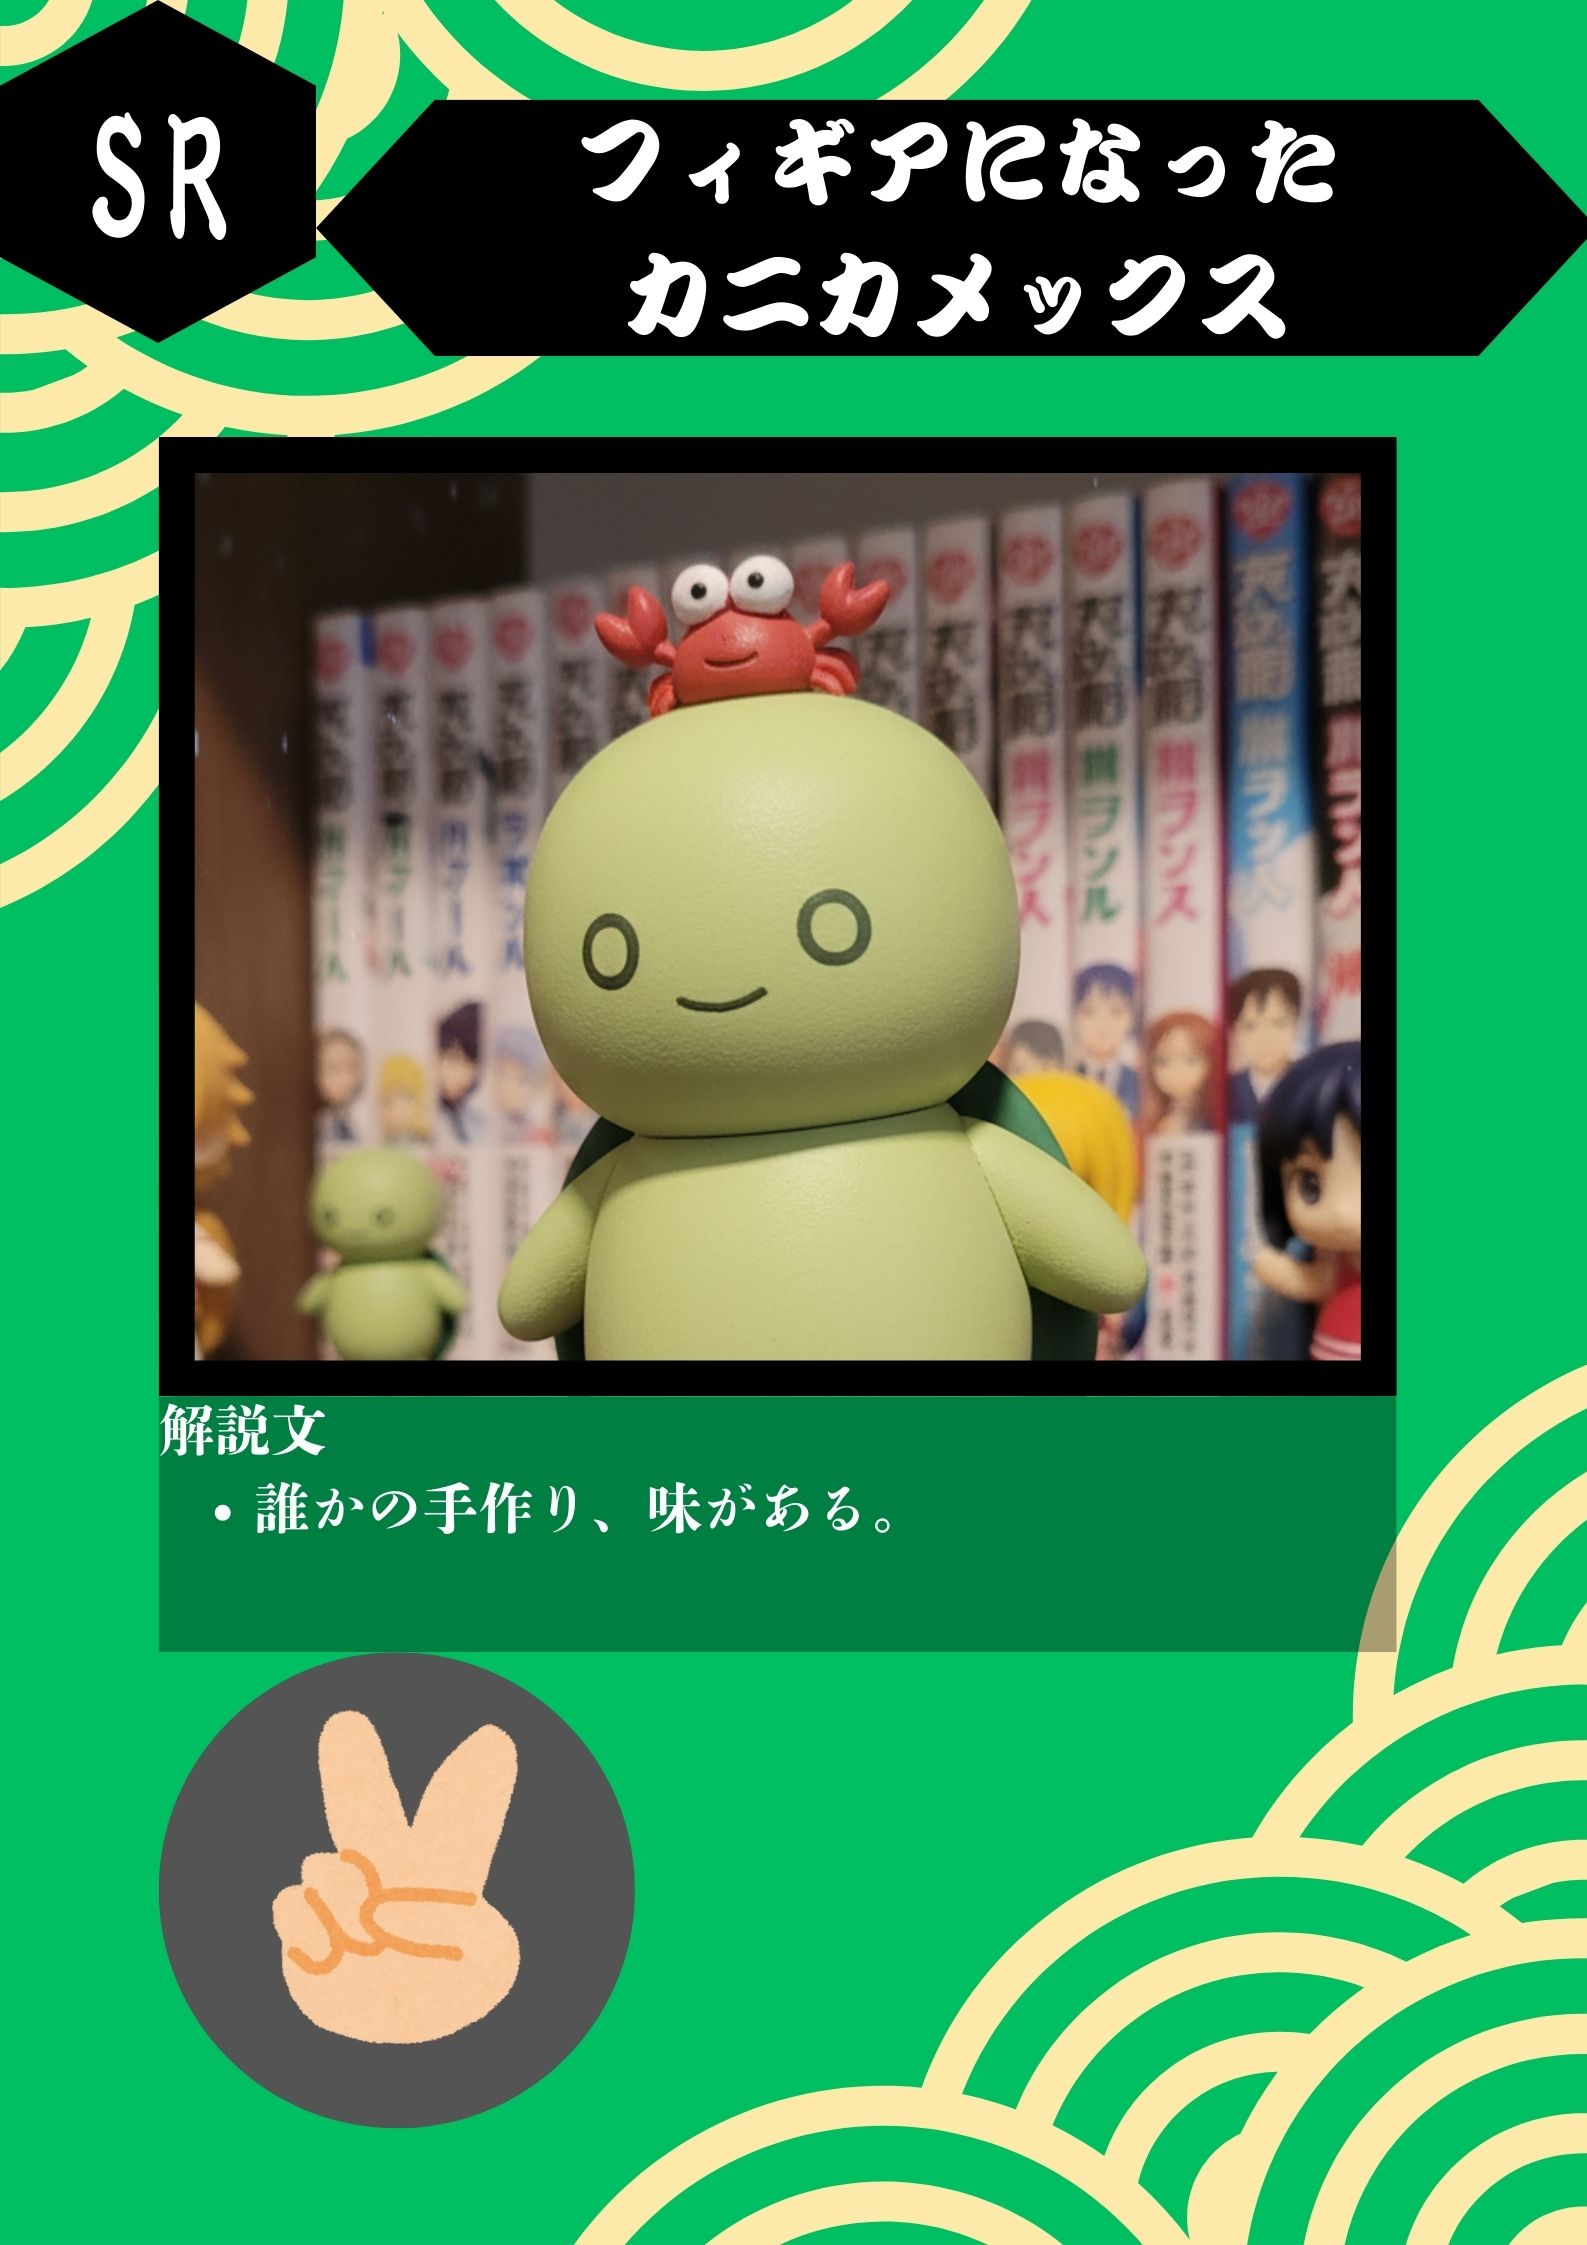 SR
フィギアになった
カニカメックス
解説文
誰かの手作り、味がある。